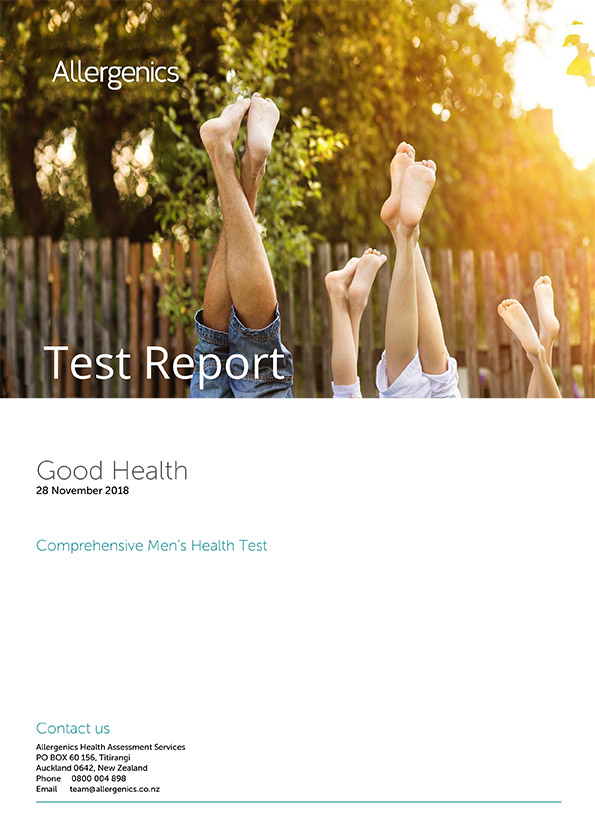 Allergenics
Test Report
Good Health
28 November 2018
Comprehensive Men's Health Test
Contact us
Allergenics Health Assessment Services
PO BOX 60 156, Titirangi
Auckland 0642, New Zealand
Phone 0800 004 898
Email team@allergenics.co.nz